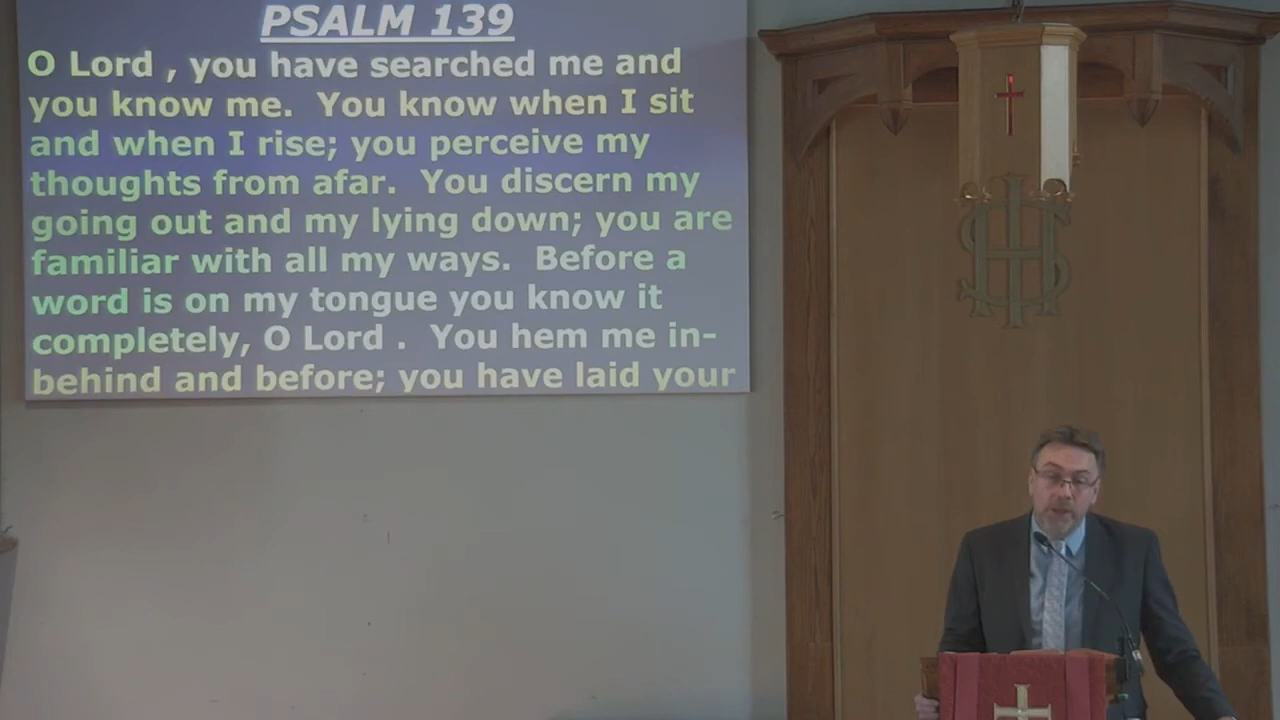 PSALM 139
O Lord , you have searched me and
you know me.  You know when I sit
and when I rise; you perceive my
thoughts from afar.  You discern my
going out and my lying down; you are
familiar with all my ways.  Before a
word is on my tongue you know it
completely, O Lord .  You hem me in-
behind and before; you have laid your
IHS